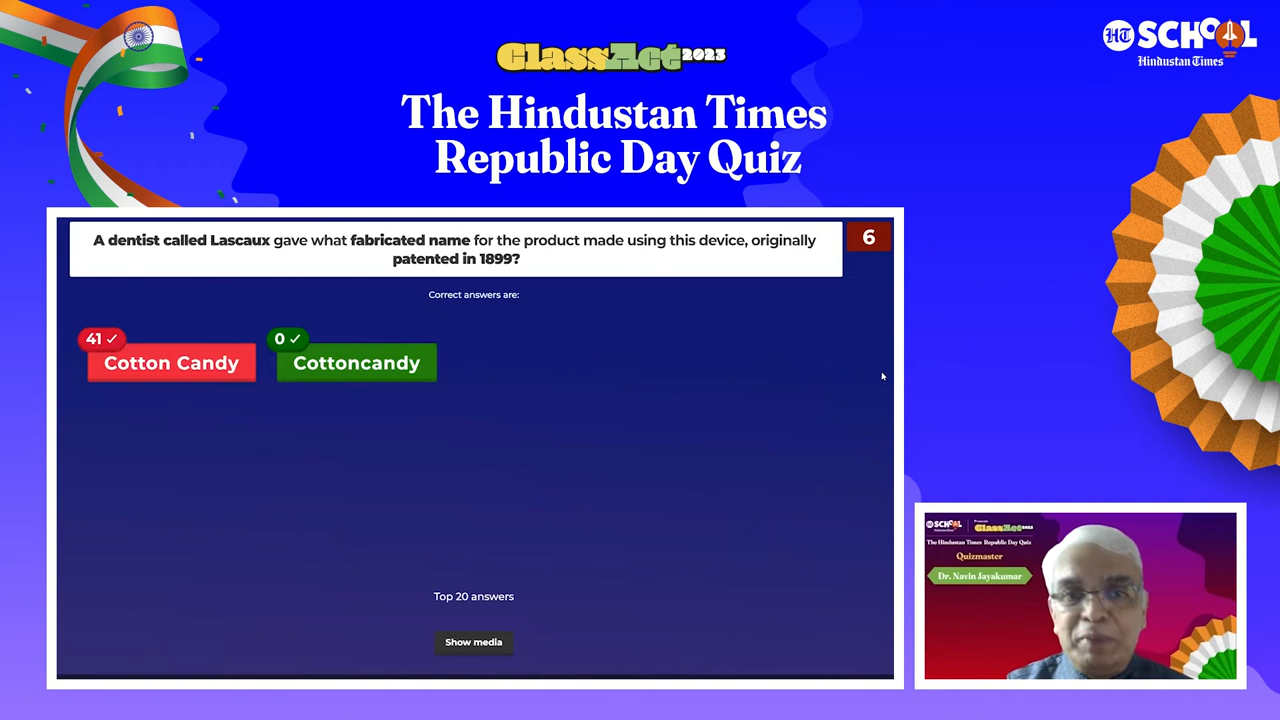 ClassAct 2023
HT SCHOOL
Hindustan Times
The Hindustan Times
Republic Day Quiz
A dentist called Lascaux gave what fabricated name for the product made using this device, originally
patented in 1899?
6
Correct answers are:
41 ✓
Cotton Candy
0 ✓
Cottoncandy
Top 20 answers
Show media
HT SCHOOL
Presents
ClassAct 2023
The Hindustan Times Republic Day Quiz
Quizmaster
Dr. Navin Jayakumar